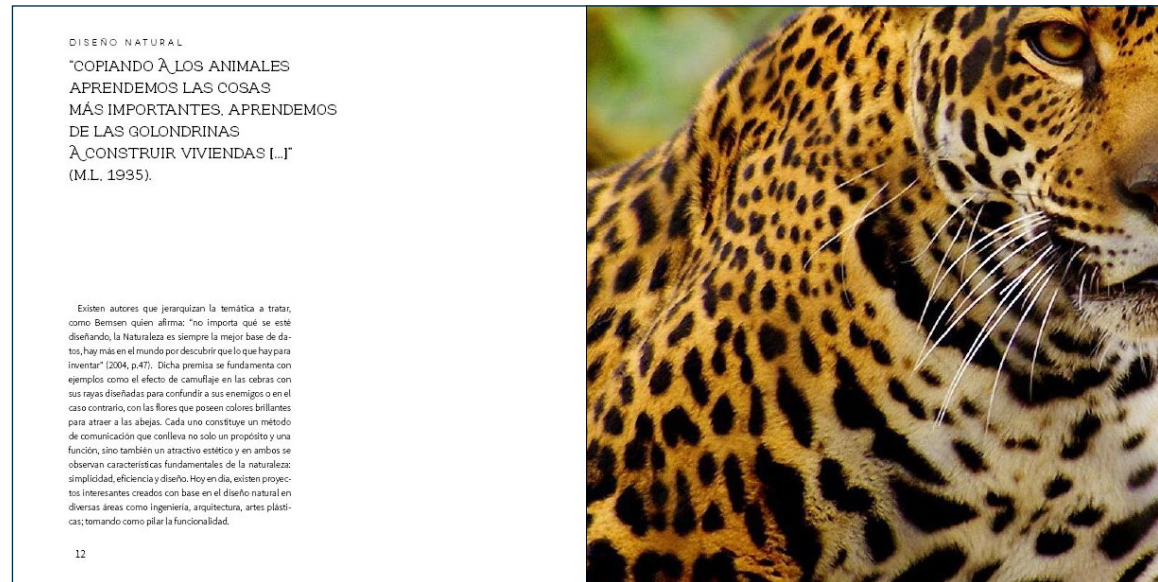 DISEÑO NATURAL
"COPIANDO A LOS ANIMALES
APRENDEMOS LAS COSAS
MÁS IMPORTANTES, APRENDEMOS
DE LAS GOLONDRINAS
A CONSTRUIR VIVIENDAS [...]"
(M.L, 1935).
Existen autores que jerarquizan la temática a tratar,
como Bernsen quien afirma: "no importa qué se esté
diseñando, la Naturaleza es siempre la mejor base de da-
tos, hay más en el mundo por descubrir que lo que hay para
inventar" (2004, p.47). Dicha premisa se fundamenta con
ejemplos como el efecto de camuflaje en las cebras con
sus rayas diseñadas para confundir a sus enemigos o en el
caso contrario, con las flores que poseen colores brillantes
para atraer a las abejas. Cada uno constituye un método
de comunicación que conlleva no solo un propósito y una
función, sino también un atractivo estético y en ambos se
observan características fundamentales de la naturaleza:
simplicidad, eficiencia y diseño. Hoy en día, existen proyec-
tos interesantes creados con base en el diseño natural en
diversas áreas como ingeniería, arquitectura, artes plásti-
cas; tomando como pilar la funcionalidad.
12